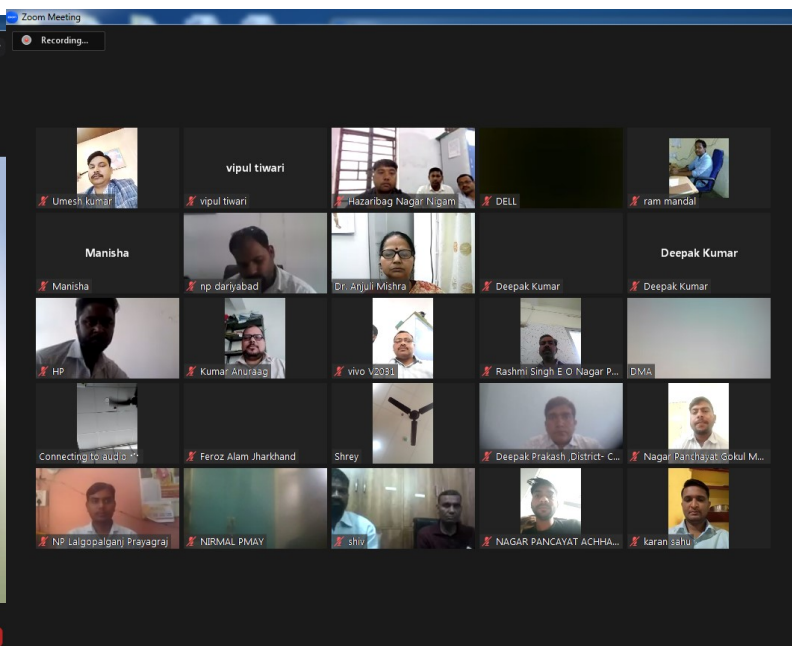 Zoom Meeting
Recording...
Umesh kumar
vipul tiwari
vipul tiwari
Hazaribag Nagar Nigam
DELL
ram mandal
Manisha
Manisha
np dariyabad
Dr. Anjuli Mishra
Deepak Kumar
Deepak Kumar
Deepak Kumar
HP
Kumar Anuraag
vivo V2031
Rashmi Singh E O Nagar P...
DMA
Connecting to audio
Feroz Alam Jharkhand
Shrey
Deepak Prakash ,District- C...
Nagar Panchayat Gokul M...
NP Lalgopalganj Prayagraj
NIRMAL PMAY
shiv
NAGAR PANCAYAT ACHHA...
karan sahu